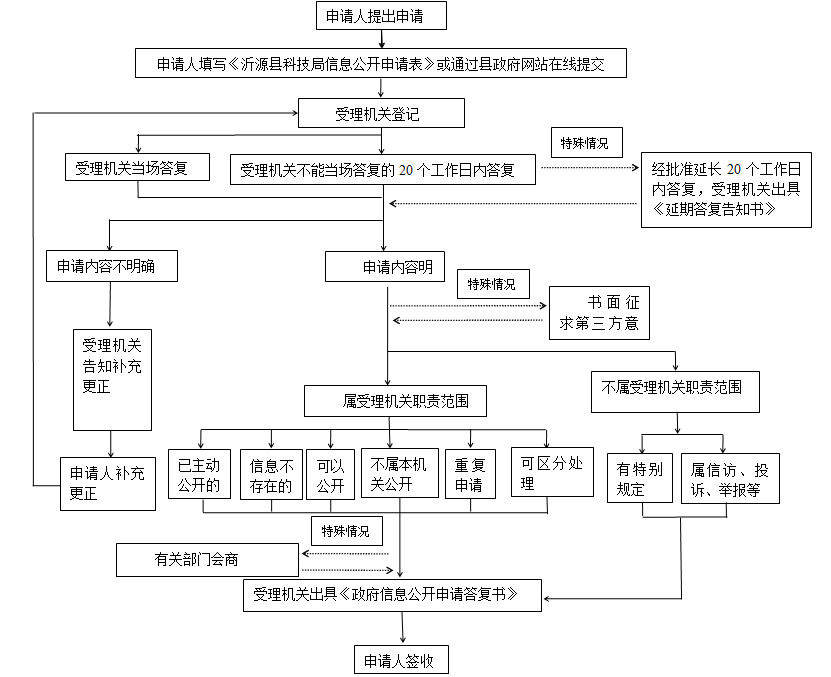 申请人提出申请
申请人填写《沂源县科技局信息公开申请表》或通过县政府网站在线提交
受理机关登记
受理机关当场答复
受理机关不能当场答复的 20 个工作日内答复
特殊情况
经批准延长 20 个工作日
内答复，受理机关出具
《延期答复告知书》
申请内容不明确
申请内容明
特殊情况
书面征
求第三方意
受理机关
告知补充
更正
申请人补充
更正
属受理机关职责范围
不属受理机关职责范围
已主动
公开的
信息不
存在的
可以
公开
不属本机
关公开
重复
申请
可区分处
理
有特别
规定
属信访、投
诉、举报等
特殊情况
有关部门会商
受理机关出具《政府信息公开申请答复书》
申请人签收